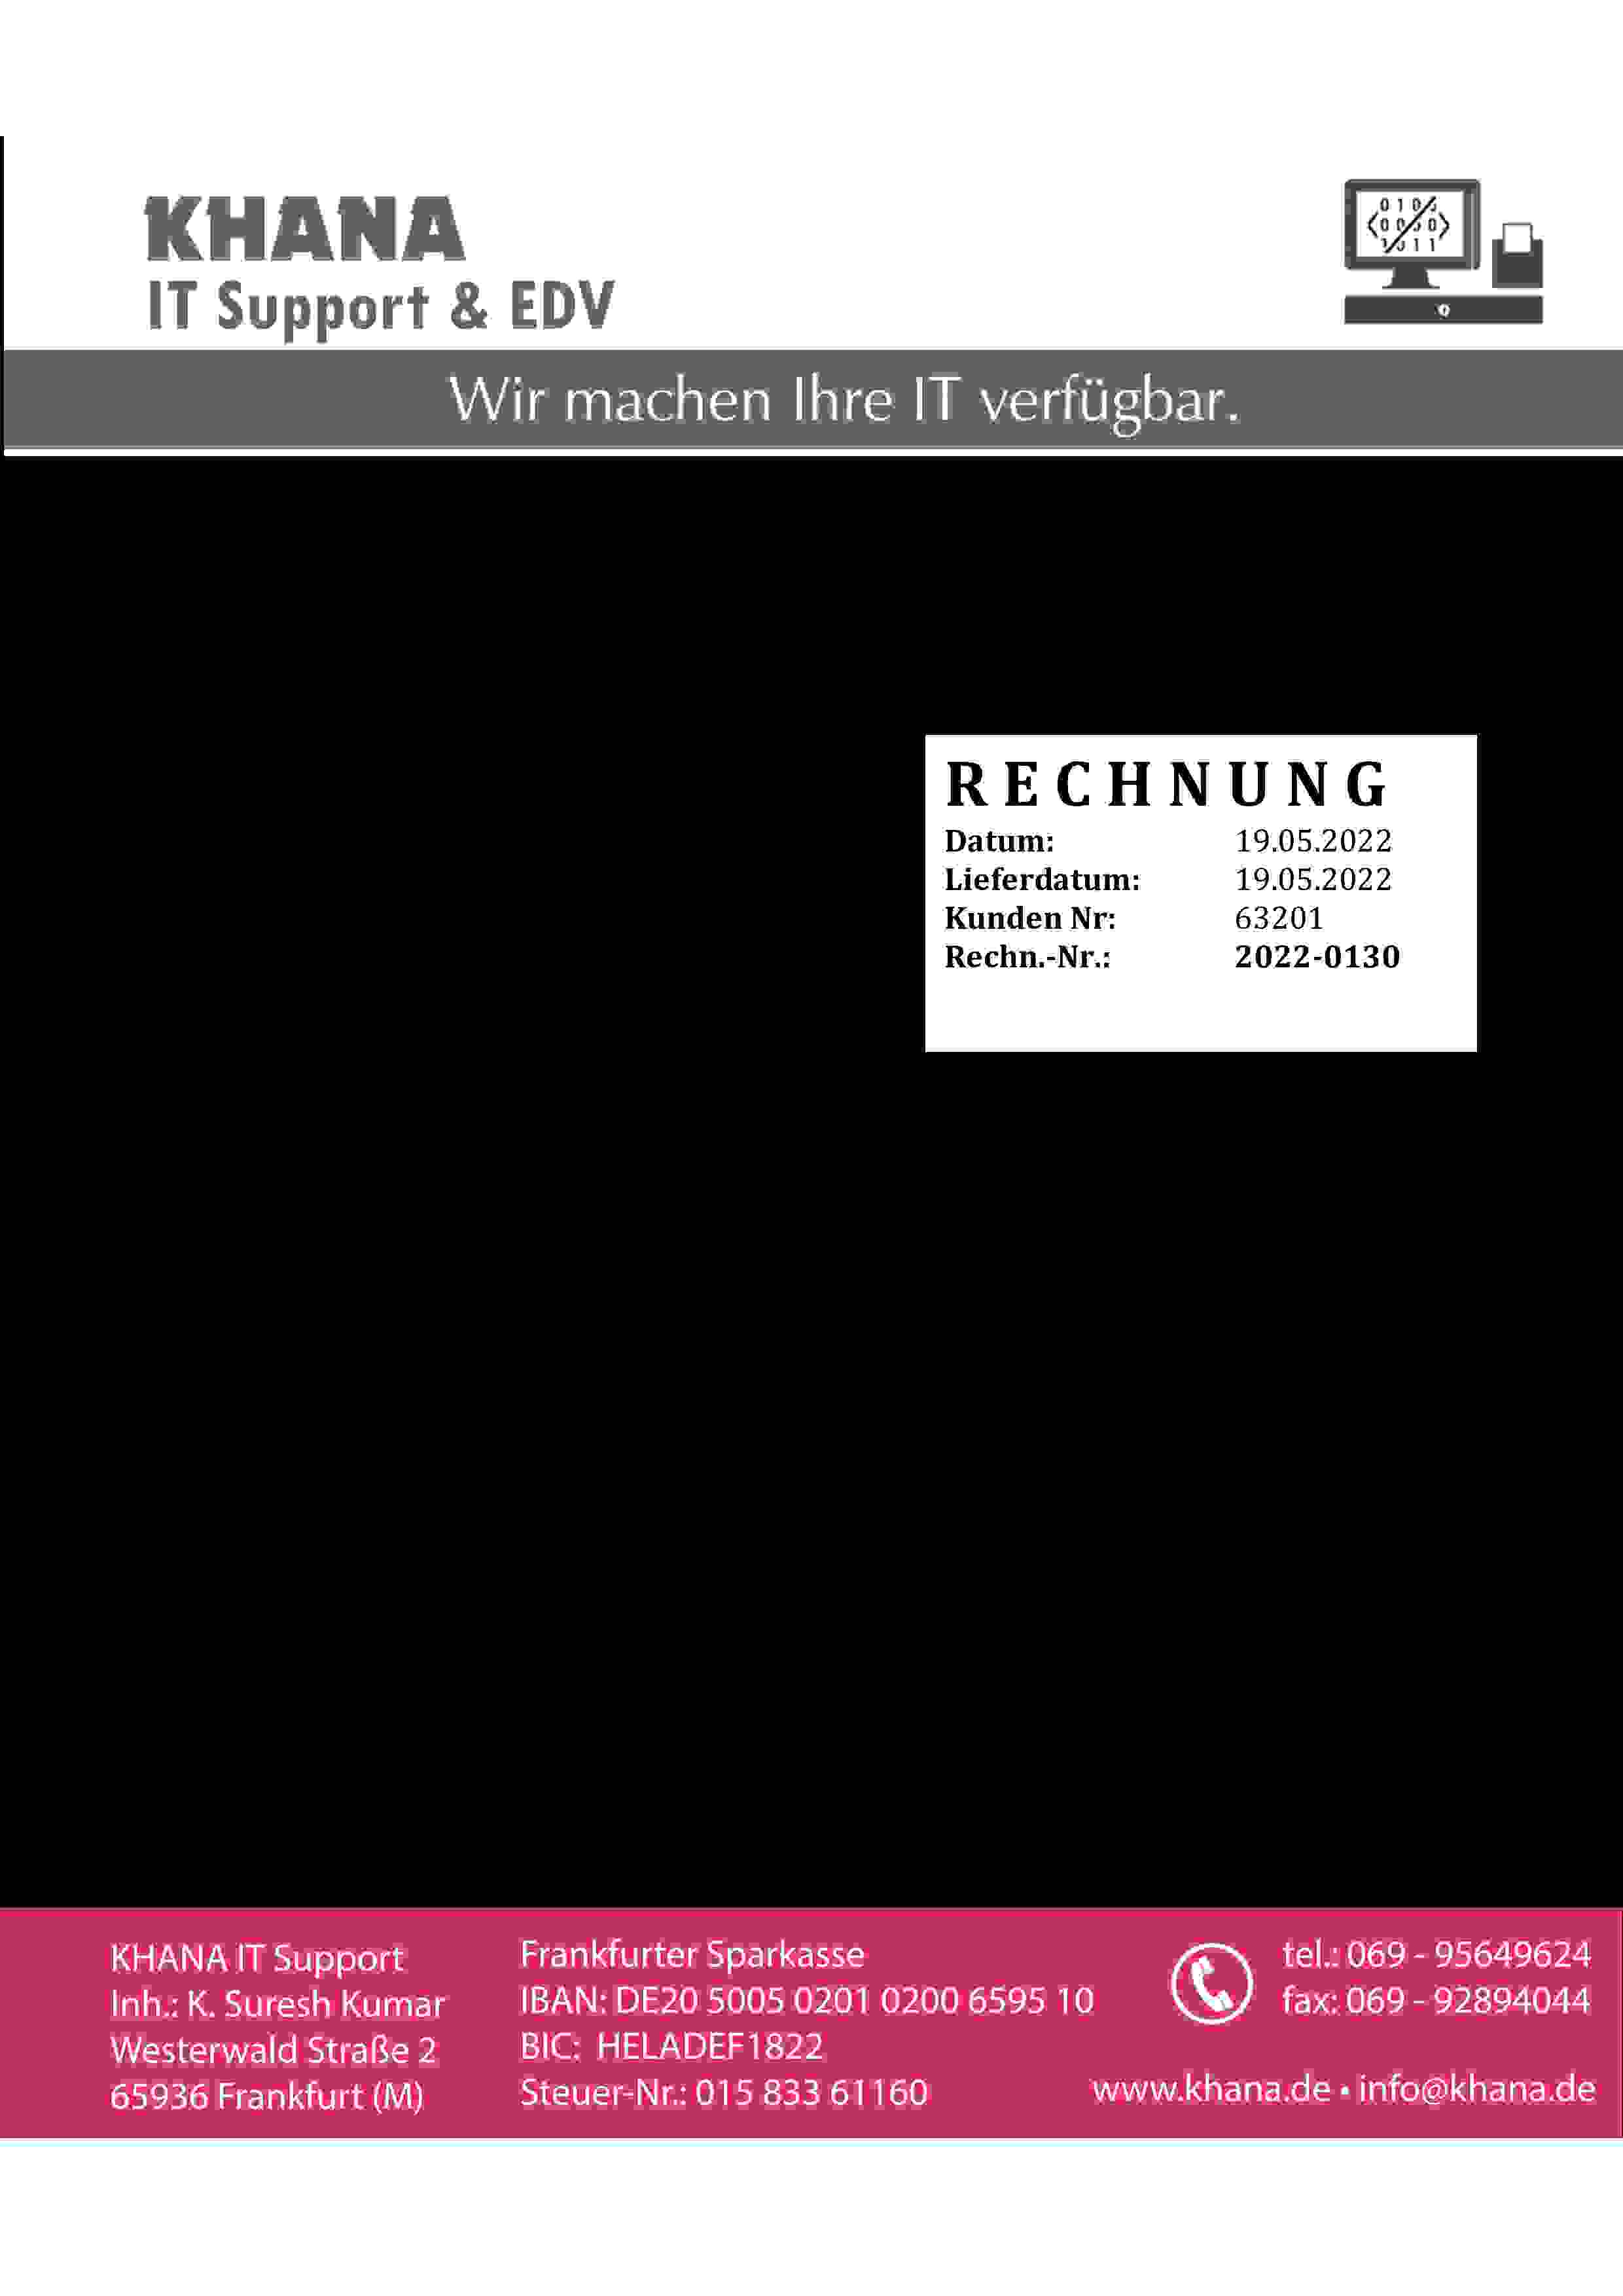 KHANA
IT Support & EDV
Wir machen Ihre IT verfügbar.
RECHNUNG
Datum: 19.05.2022
Lieferdatum: 19.05.2022
Kunden Nr: 63201
Rechn.-Nr.: 2022-0130
KHANA IT Support
Inh.: K. Suresh Kumar
Westerwald Straße 2
65936 Frankfurt (M)
Frankfurter Sparkasse
IBAN: DE20 5005 0201 0200 6595 10
BIC: HELADEF1822
Steuer-Nr.: 015 833 61160
tel.: 069 - 95649624
fax: 069 - 92894044
www.khana.de • info@khana.de